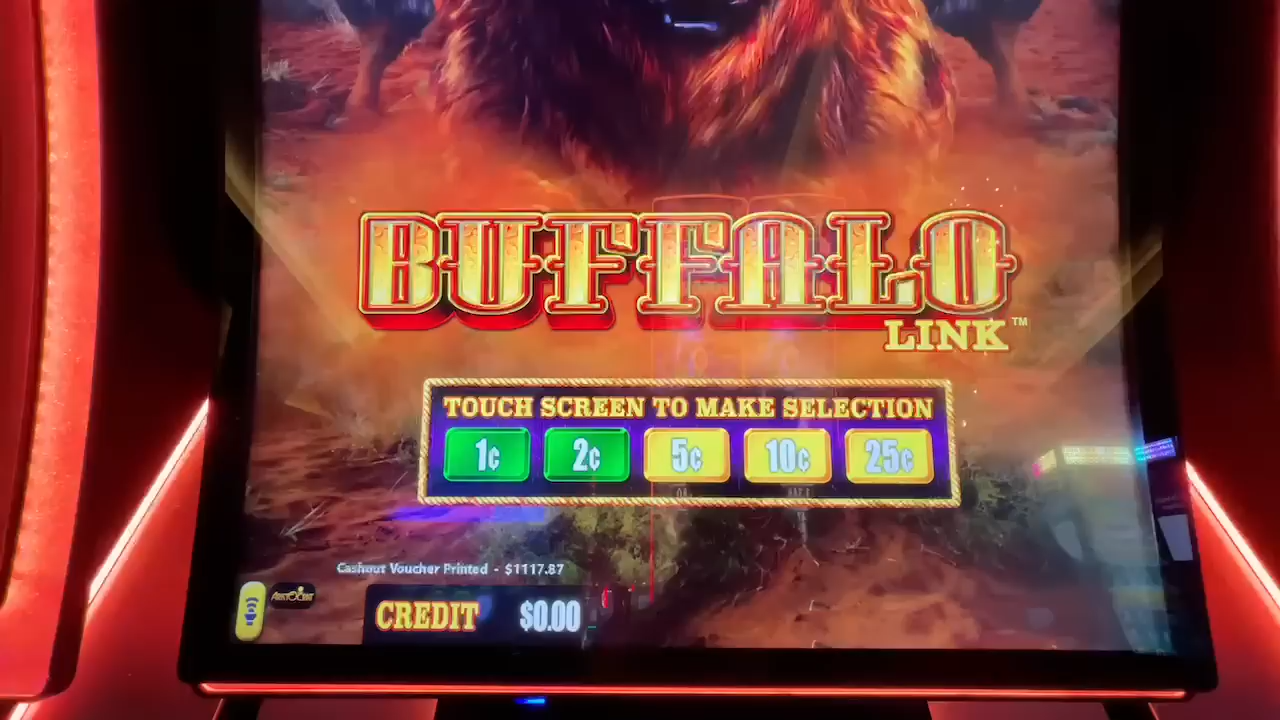 BUFFALO
LINK™
TOUCH SCREEN TO MAKE SELECTION
1¢ 2¢ 5¢ 10¢ 25¢
Cashout Voucher Printed - $1117.87
ARISTOCRAT
CREDIT $0.00